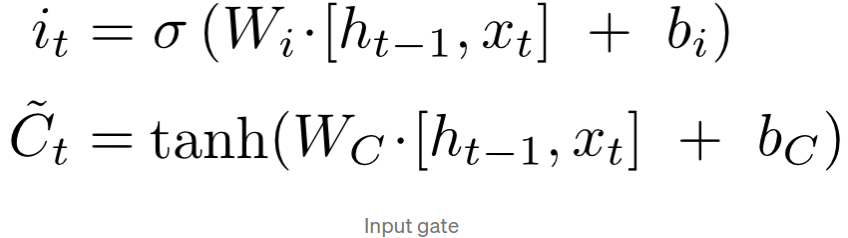 i_t = σ (W_i · [h_{t−1}, x_t] + b_i)
C̃_t = tanh(W_C · [h_{t−1}, x_t] + b_C)
Input gate